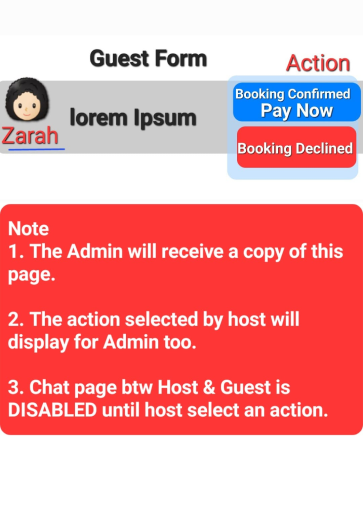 Guest Form
Action
Zarah
lorem Ipsum
Booking Confirmed
Pay Now
Booking Declined
Note
1. The Admin will receive a copy of this
page.
2. The action selected by host will
display for Admin too.
3. Chat page btw Host & Guest is
DISABLED until host select an action.